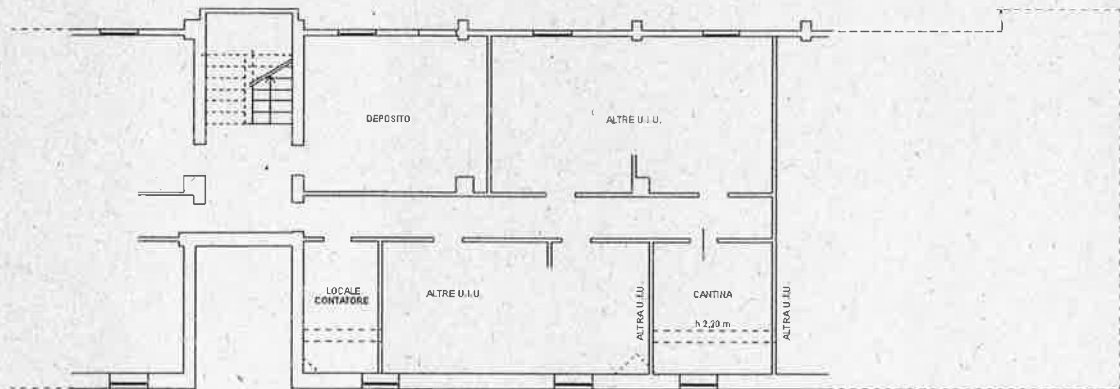 DEPOSITO
ALTRE U.I.U.
LOCALE
CONTATORE
ALTRE U.I.U.
ALTRA U.I.U.
CANTINA
h 2,20 m
ALTRA U.I.U.